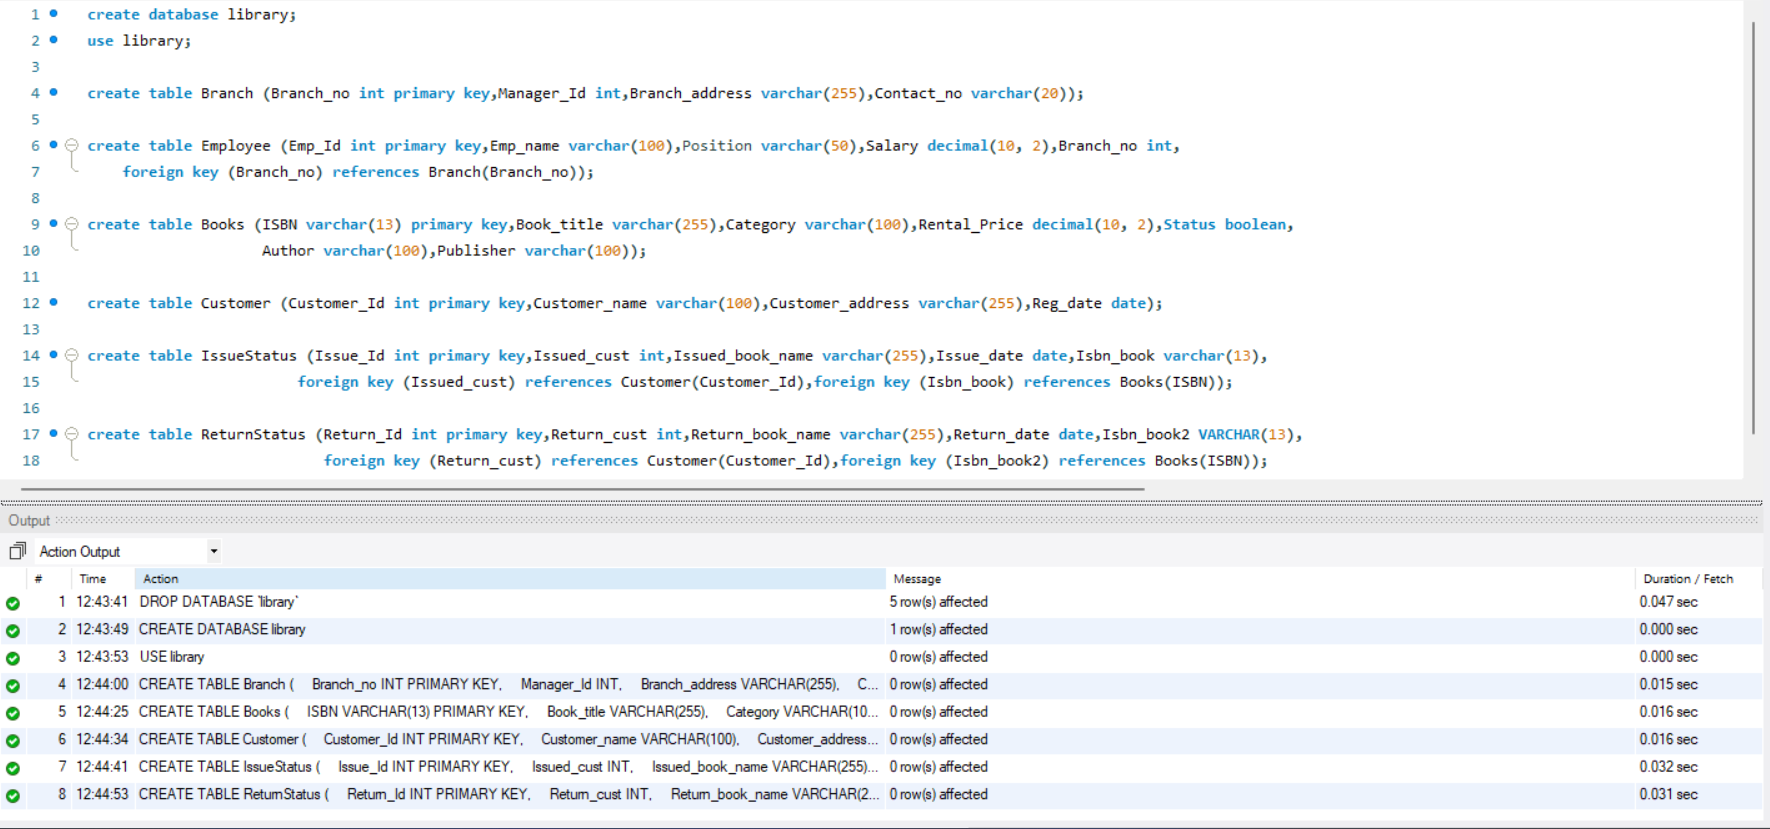 1 create database library;
2 use library;
3
4 create table Branch (Branch_no int primary key,Manager_Id int,Branch_address varchar(255),Contact_no varchar(20));
5
6 create table Employee (Emp_Id int primary key,Emp_name varchar(100),Position varchar(50),Salary decimal(10, 2),Branch_no int,
7 foreign key (Branch_no) references Branch(Branch_no));
8
9 create table Books (ISBN varchar(13) primary key,Book_title varchar(255),Category varchar(100),Rental_Price decimal(10, 2),Status boolean,
10 Author varchar(100),Publisher varchar(100));
11
12 create table Customer (Customer_Id int primary key,Customer_name varchar(100),Customer_address varchar(255),Reg_date date);
13
14 create table IssueStatus (Issue_Id int primary key,Issued_cust int,Issued_book_name varchar(255),Issue_date date,Isbn_book varchar(13),
15 foreign key (Issued_cust) references Customer(Customer_Id),foreign key (Isbn_book) references Books(ISBN));
16
17 create table ReturnStatus (Return_Id int primary key,Return_cust int,Return_book_name varchar(255),Return_date date,Isbn_book2 VARCHAR(13),
18 foreign key (Return_cust) references Customer(Customer_Id),foreign key (Isbn_book2) references Books(ISBN));
Output
Action Output
# Time Action Message Duration / Fetch
1 12:43:41 DROP DATABASE `library` 5 row(s) affected 0.047 sec
2 12:43:49 CREATE DATABASE library 1 row(s) affected 0.000 sec
3 12:43:53 USE library 0 row(s) affected 0.000 sec
4 12:44:00 CREATE TABLE Branch ( Branch_no INT PRIMARY KEY, Manager_Id INT, Branch_address VARCHAR(255), C... 0 row(s) affected 0.015 sec
5 12:44:25 CREATE TABLE Books ( ISBN VARCHAR(13) PRIMARY KEY, Book_title VARCHAR(255), Category VARCHAR(10... 0 row(s) affected 0.016 sec
6 12:44:34 CREATE TABLE Customer ( Customer_Id INT PRIMARY KEY, Customer_name VARCHAR(100), Customer_address... 0 row(s) affected 0.016 sec
7 12:44:41 CREATE TABLE IssueStatus ( Issue_Id INT PRIMARY KEY, Issued_cust INT, Issued_book_name VARCHAR(255)... 0 row(s) affected 0.032 sec
8 12:44:53 CREATE TABLE ReturnStatus ( Return_Id INT PRIMARY KEY, Return_cust INT, Return_book_name VARCHAR(2... 0 row(s) affected 0.031 sec